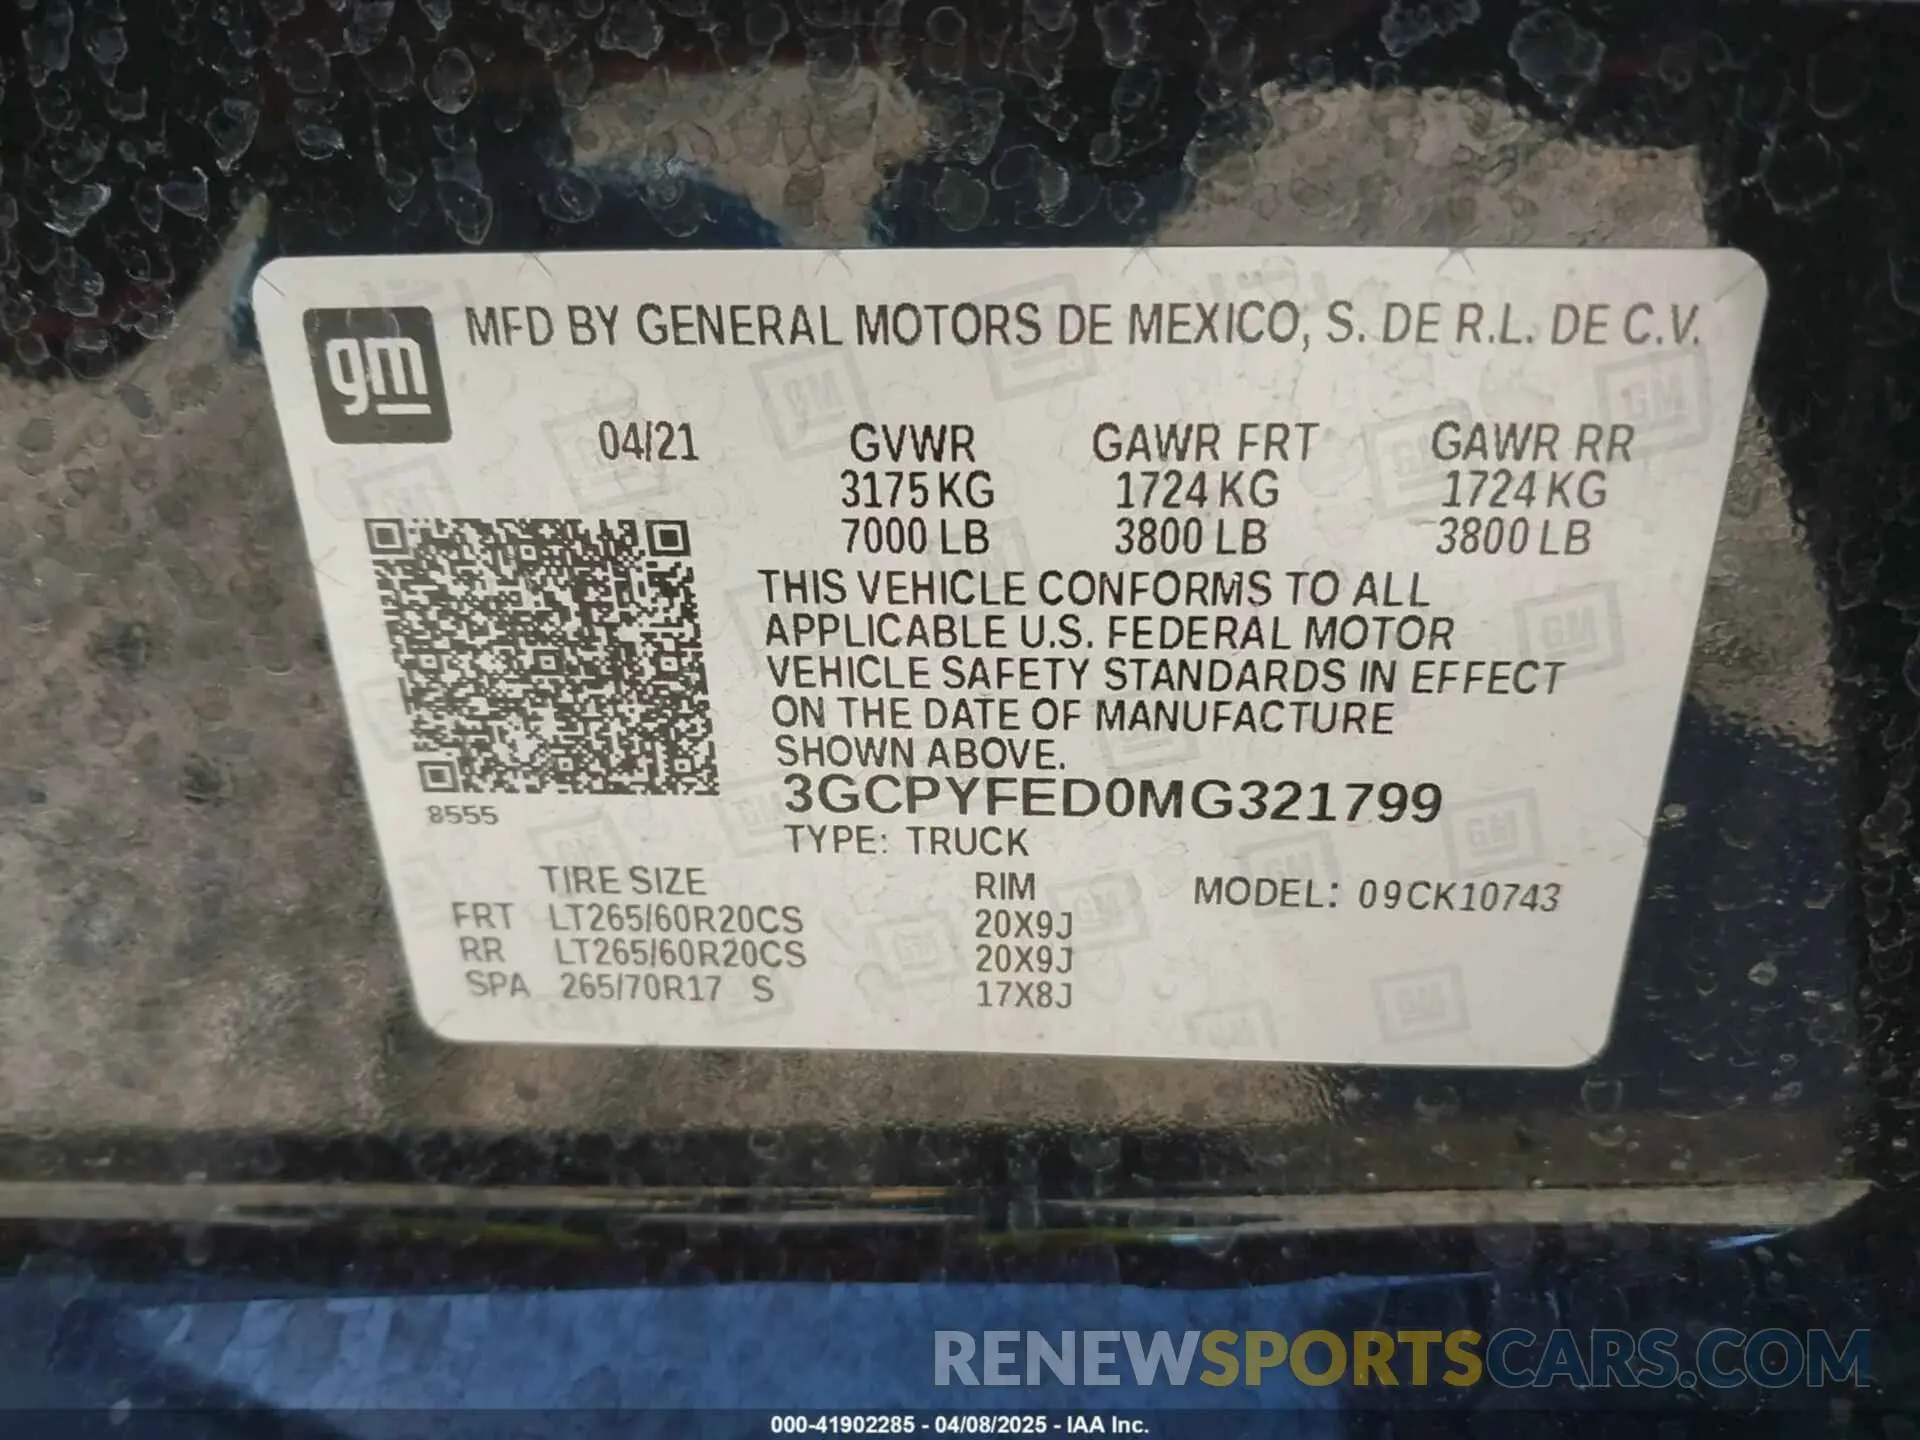 gm
MFD BY GENERAL MOTORS DE MEXICO, S. DE R.L. DE C.V.
04/21 GVWR GAWR FRT GAWR RR
3175 KG 1724 KG 1724 KG
7000 LB 3800 LB 3800 LB
THIS VEHICLE CONFORMS TO ALL
APPLICABLE U.S. FEDERAL MOTOR
VEHICLE SAFETY STANDARDS IN EFFECT
ON THE DATE OF MANUFACTURE
SHOWN ABOVE.
3GCPYFED0MG321799
8555
TYPE: TRUCK
TIRE SIZE RIM MODEL: 09CK10743
FRT LT265/60R20CS 20X9J
RR LT265/60R20CS 20X9J
SPA 265/70R17 S 17X8J
RENEWSPORTSCARS.COM
000-41902285 - 04/08/2025 - IAA Inc.